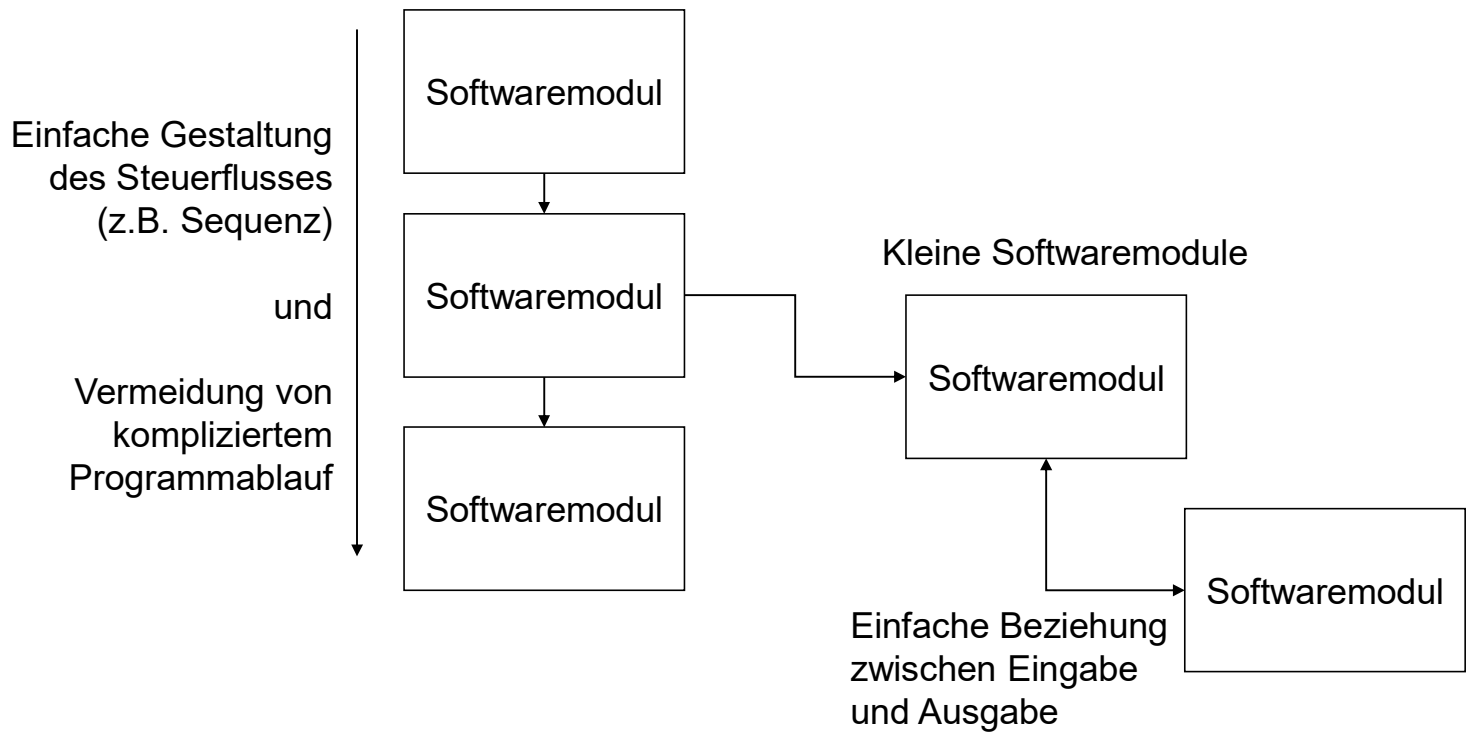 Einfache Gestaltung
des Steuerflusses
(z.B. Sequenz)
und
Vermeidung von
kompliziertem
Programmablauf
Softwaremodul
Softwaremodul
Softwaremodul
Kleine Softwaremodule
Softwaremodul
Softwaremodul
Einfache Beziehung
zwischen Eingabe
und Ausgabe